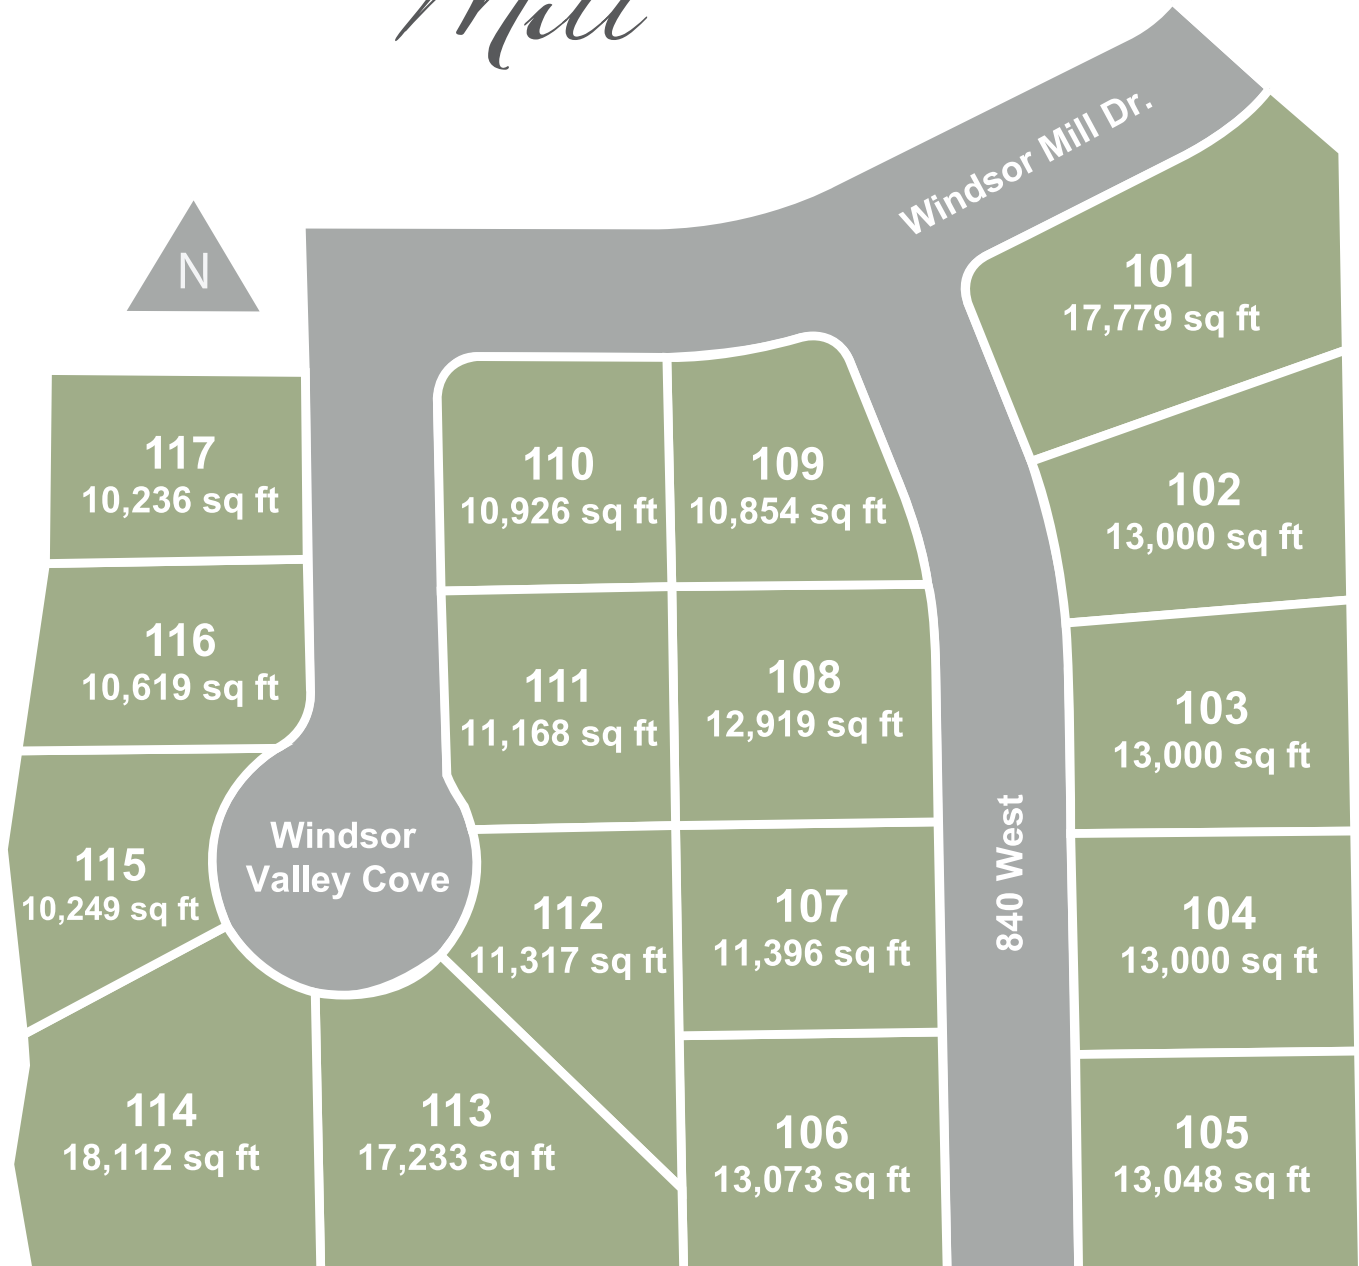 Mill
Windsor Mill Dr.
N
101
17,779 sq ft
117
10,236 sq ft
110
10,926 sq ft
109
10,854 sq ft
102
13,000 sq ft
116
10,619 sq ft
111
11,168 sq ft
108
12,919 sq ft
103
13,000 sq ft
Windsor
Valley Cove
840 West
115
10,249 sq ft
112
11,317 sq ft
107
11,396 sq ft
104
13,000 sq ft
114
18,112 sq ft
113
17,233 sq ft
106
13,073 sq ft
105
13,048 sq ft